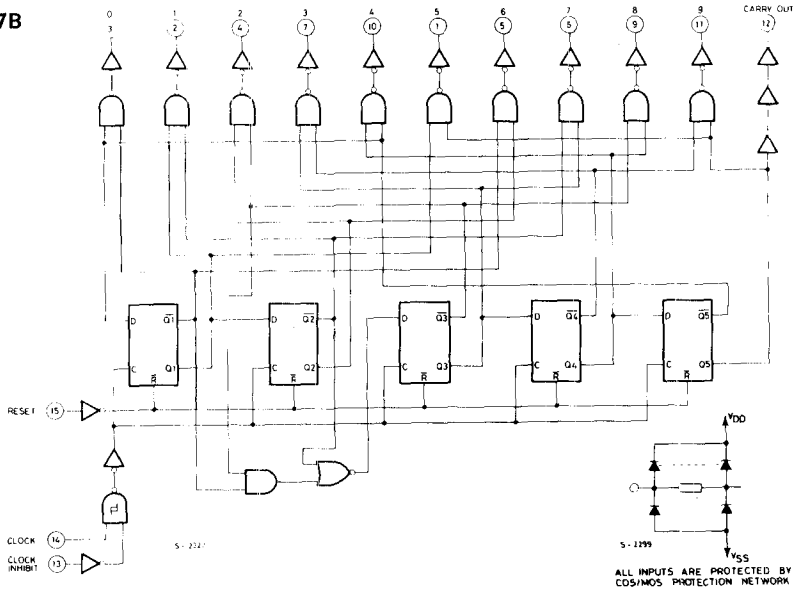 7B
0 1 2 3 4 5 6 7 8 9 CARRY OUT
3 2 4 7 10 1 5 6 9 11 12
D Q1 D Q2 D Q3 D Q4 D Q5
C Q1 C Q2 C Q3 C Q4 C Q5
R R R R R
RESET 15
VDD
CLOCK 14
CLOCK
INHIBIT 13
S-2299
VSS
ALL INPUTS ARE PROTECTED BY
COS/MOS PROTECTION NETWORK